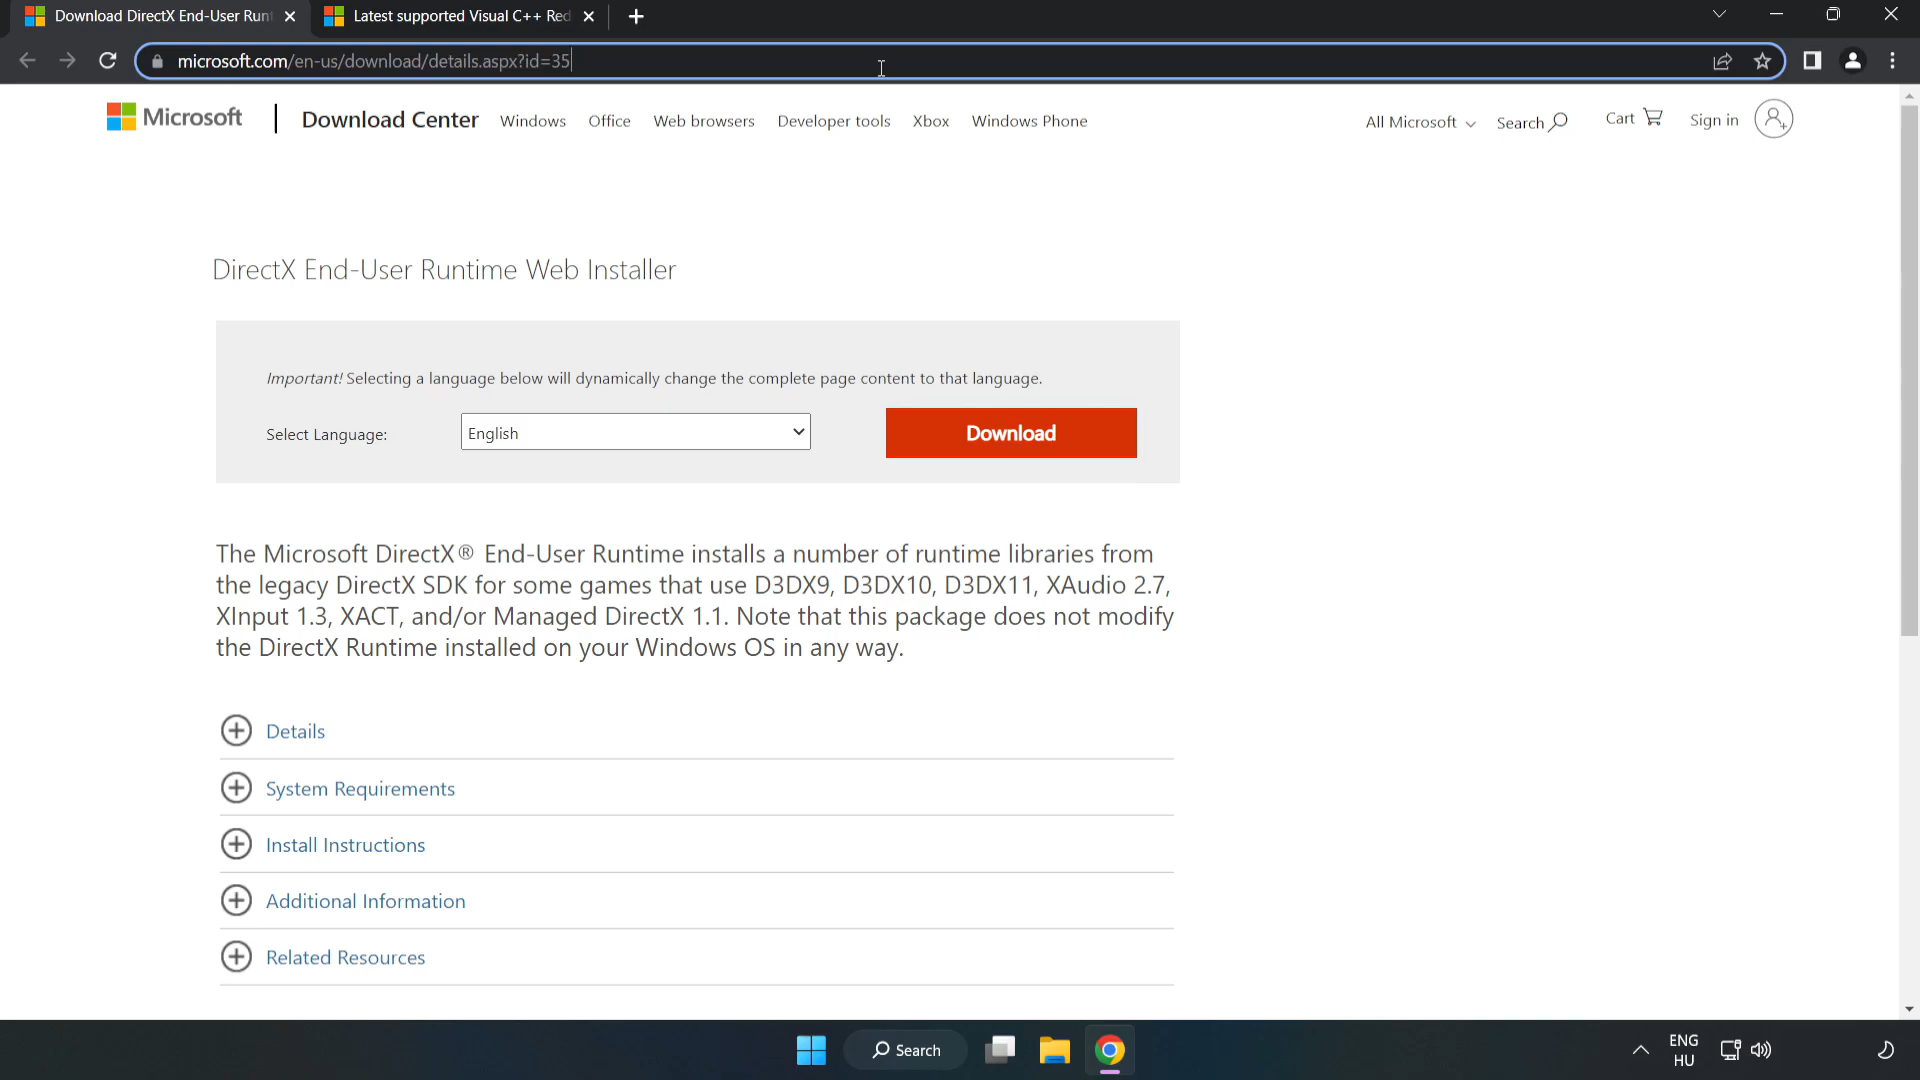 Download DirectX End-User Runt
Latest supported Visual C++ Red
microsoft.com/en-us/download/details.aspx?id=35
Microsoft
Download Center
Windows
Office
Web browsers
Developer tools
Xbox
Windows Phone
All Microsoft
Search
Cart
Sign in
DirectX End-User Runtime Web Installer
Important! Selecting a language below will dynamically change the complete page content to that language.
Select Language:
English
Download
The Microsoft DirectX® End-User Runtime installs a number of runtime libraries from
the legacy DirectX SDK for some games that use D3DX9, D3DX10, D3DX11, XAudio 2.7,
XInput 1.3, XACT, and/or Managed DirectX 1.1. Note that this package does not modify
the DirectX Runtime installed on your Windows OS in any way.
Details
System Requirements
Install Instructions
Additional Information
Related Resources
Search
ENG
HU